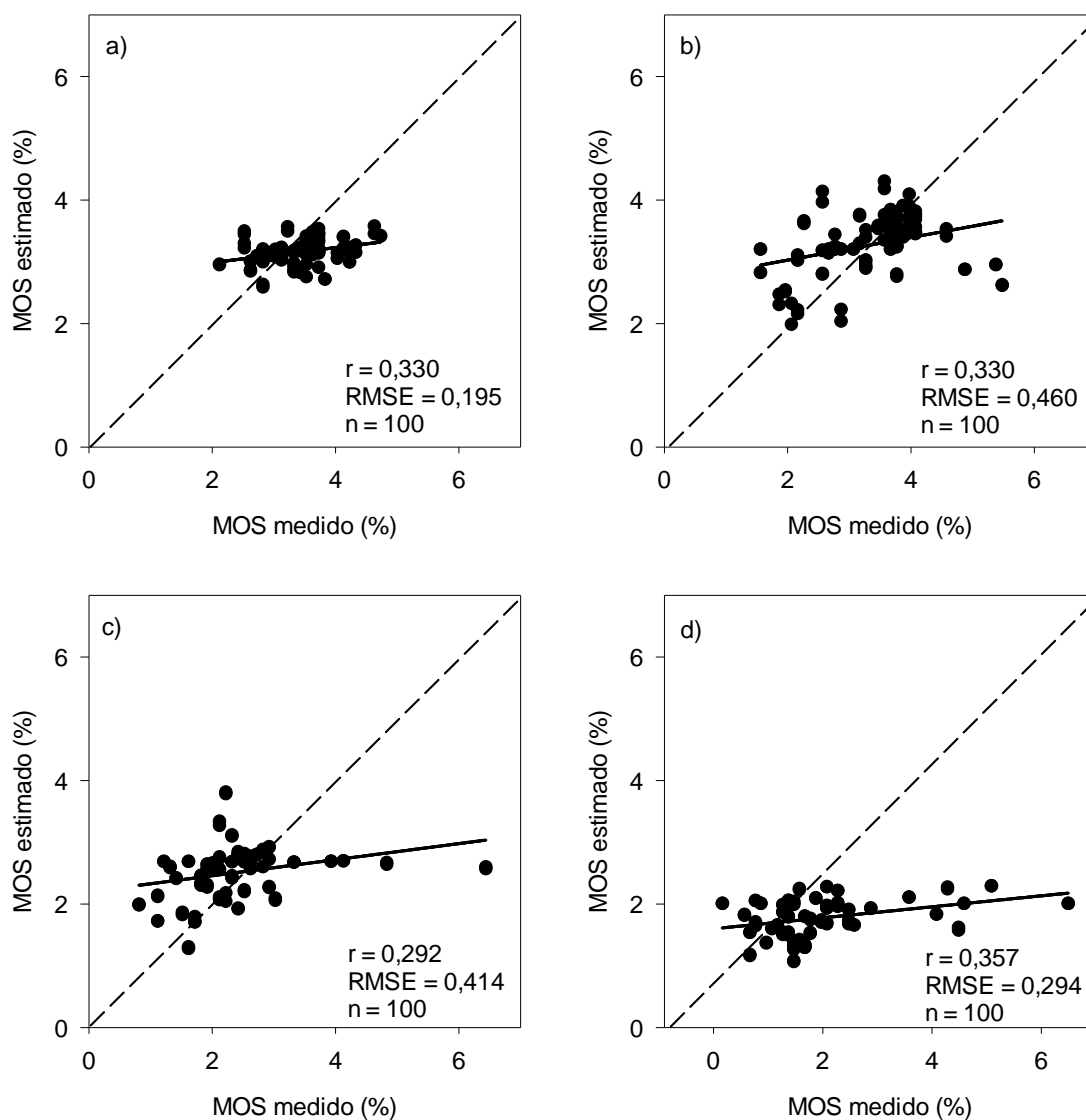 a)
6
4
2
0
MOS estimado (%)
r = 0,330
RMSE = 0,195
n = 100
0 2 4 6
MOS medido (%)
b)
6
4
2
0
MOS estimado (%)
r = 0,330
RMSE = 0,460
n = 100
0 2 4 6
MOS medido (%)
c)
6
4
2
0
MOS estimado (%)
r = 0,292
RMSE = 0,414
n = 100
0 2 4 6
MOS medido (%)
d)
6
4
2
0
MOS estimado (%)
r = 0,357
RMSE = 0,294
n = 100
0 2 4 6
MOS medido (%)